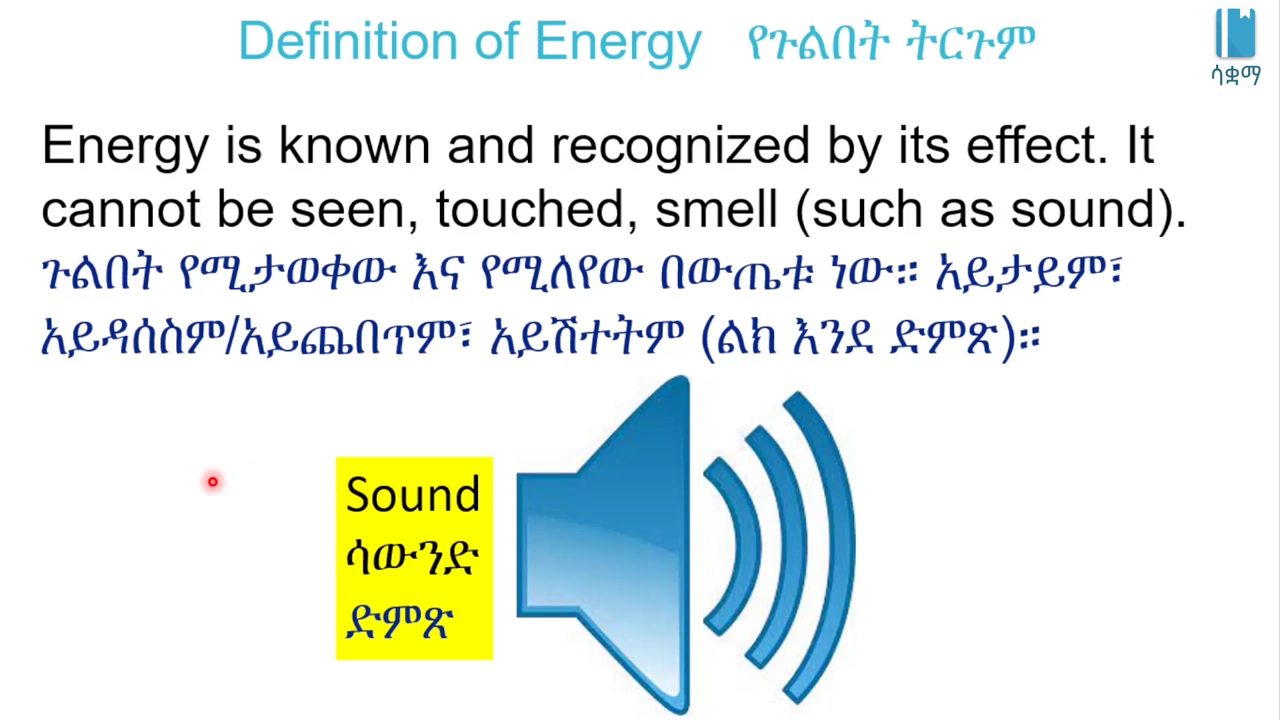 Definition of Energy የጉልበት ትርጉም
ሳቋማ
Energy is known and recognized by its effect. It
cannot be seen, touched, smell (such as sound).
ጉልበት የሚታወቀው እና የሚለየው በውጤቱ ነው። አይታይም፣
አይዳሰስም/አይጨበጥም፣ አይሽተትም (ልክ እንደ ድምጽ)።
Sound
ሳውንድ
ድምጽ